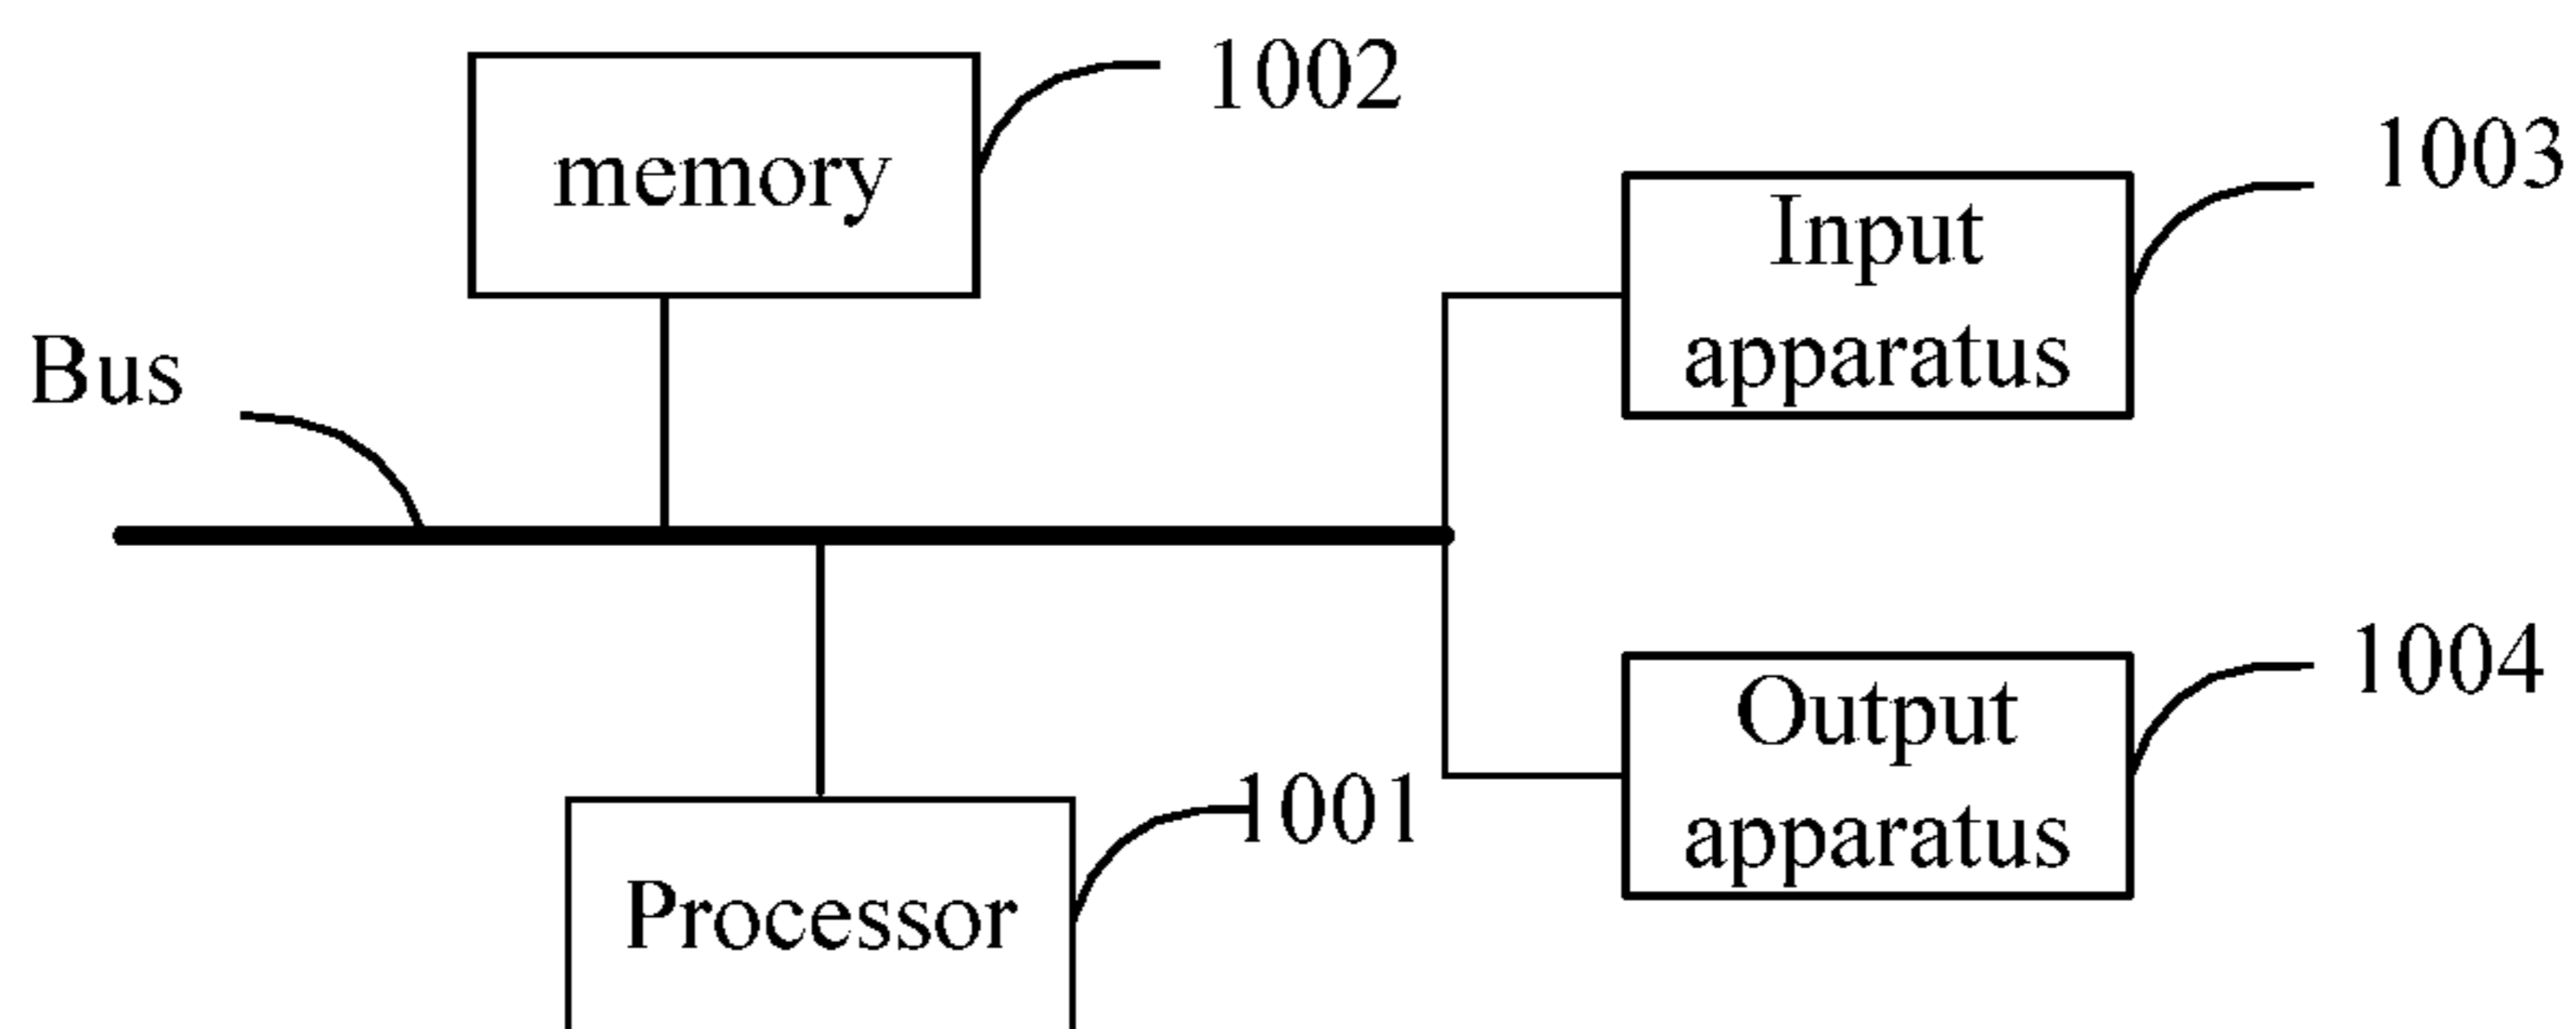 1002
memory
1003
Input
apparatus
Bus
1004
Output
apparatus
1001
Processor